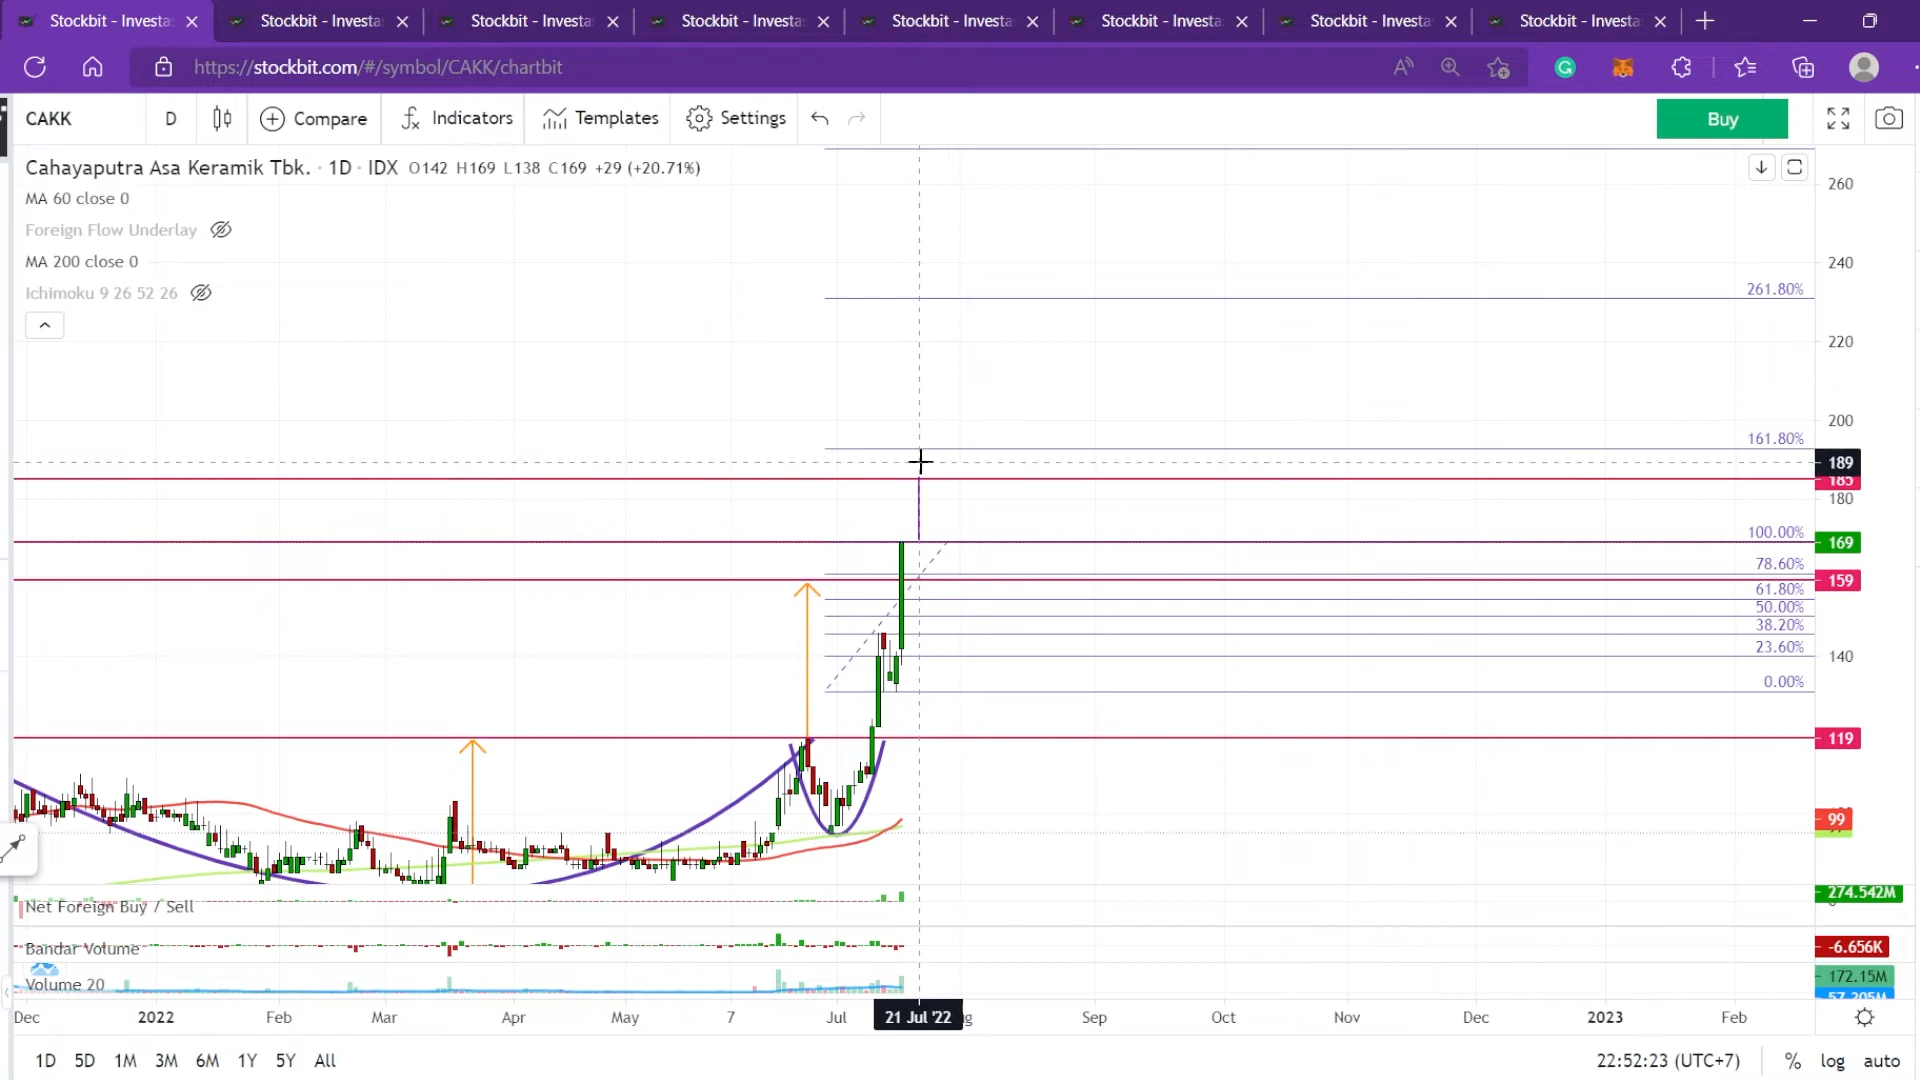 Stockbit - Investa
Stockbit - Investa
Stockbit - Investa
Stockbit - Investa
Stockbit - Investa
Stockbit - Investa
Stockbit - Investa
Stockbit - Investa
https://stockbit.com/#/symbol/CAKK/chartbit
CAKK
D
Compare
Indicators
Templates
Settings
Buy
Cahayaputra Asa Keramik Tbk. · 1D · IDX O142 H169 L138 C169 +29 (+20.71%)
MA 60 close 0
Foreign Flow Underlay
MA 200 close 0
Ichimoku 9 26 52 26
260
240
261.80%
220
200
161.80%
189
185
180
100.00%
169
78.60%
159
61.80%
50.00%
38.20%
23.60%
140
0.00%
119
99
274.542M
Net Foreign Buy / Sell
Bandar Volume
-6.656K
Volume 20
172.15M
57.205M
Dec 2022 Feb Mar Apr May 7 Jul 21 Jul '22 Sep Oct Nov Dec 2023 Feb
1D 5D 1M 3M 6M 1Y 5Y All
22:52:23 (UTC+7) % log auto